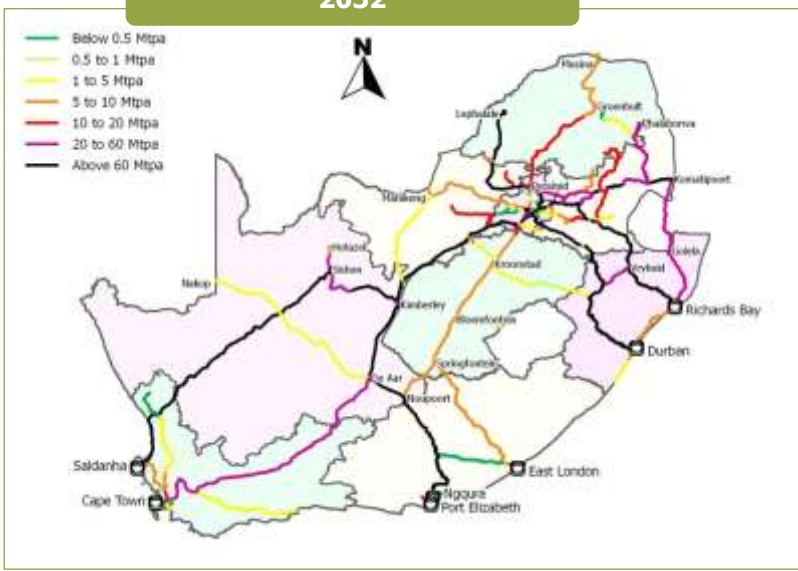 2032
Below 0.5 Mtpa
0.5 to 1 Mtpa
1 to 5 Mtpa
5 to 10 Mtpa
10 to 20 Mtpa
20 to 60 Mtpa
Above 60 Mtpa
N
Musina
Groenbult
Lephalale
Phalaborwa
Komatipoort
Mafikeng
Hotazel
Sishen
Golela
Vryheid
Kroonstad
Nakop
Kimberley
Richards Bay
Bloemfontein
Durban
Springfontein
De Aar
Noupoort
Saldanha
East London
Cape Town
Ngqura
Port Elizabeth